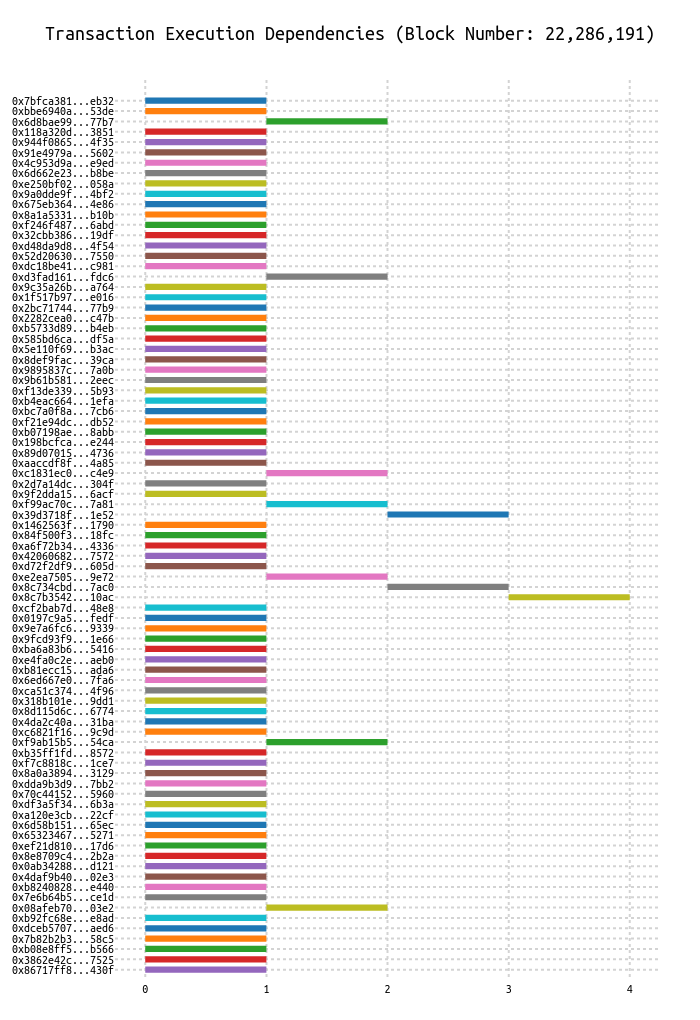 Transaction Execution Dependencies (Block Number: 22,286,191)
0x7bfca381...eb32
0xbbe6940a...53de
0x6d8bae99...77b7
0x118a320d...3851
0x944f0865...4f35
0x91e4979a...5602
0x4c953d9a...e9ed
0x6d662e23...b8be
0xe250bf02...058a
0x9a0dde9f...4bf2
0x675eb364...4e86
0x8a1a5331...b10b
0xf246f487...6abd
0x32cbb386...19df
0xd48da9d8...4f54
0x52d20630...7550
0xdc18be41...c981
0xd3fad161...fdc6
0x9c35a26b...a764
0x1f517b97...e016
0x2bc71744...77b9
0x2282cea0...c47b
0xb5733d89...b4eb
0x585bd6ca...df5a
0x5e110f69...b3ac
0x8def9fac...39ca
0x9895837c...7a0b
0x9b61b581...2eec
0xf13de339...5b93
0xb4eac664...1efa
0xbc7a0f8a...7cb6
0xf21e94dc...db52
0xb07198ae...8abb
0x198bcfca...e244
0x89d07015...4736
0xaaccdf8f...4a85
0xc1831ec0...c4e9
0x2d7a14dc...304f
0x9f2dda15...6acf
0xf99ac70c...7a81
0x39d3718f...1e52
0x1462563f...1790
0x84f500f3...18fc
0xa6f72b34...4336
0x42060682...7572
0xd72f2df9...605d
0xe2ea7505...9e72
0x8c734cbd...7ac0
0x8c7b3542...10ac
0xcf2bab7d...48e8
0x0197c9a5...fedf
0x9e7a6fc6...9339
0x9fcd93f9...1e66
0xba6a83b6...5416
0xe4fa0c2e...aeb0
0xb81ecc15...ada6
0x6ed667e0...7fa6
0xca51c374...4f96
0x318b101e...9dd1
0x8d115d6c...6774
0x4da2c40a...31ba
0xc6821f16...9c9d
0xf9ab15b5...54ca
0xb35ff1fd...8572
0xf7c8818c...1ce7
0x8a0a3894...3129
0xdda9b3d9...7bb2
0x70c44152...5960
0xdf3a5f34...6b3a
0xa120e3cb...22cf
0x6d58b151...65ec
0x65323467...5271
0xef21d810...17d6
0x8e8709c4...2b2a
0x0ab34288...d121
0x4daf9b40...02e3
0xb8240828...e440
0x7e6b64b5...ce1d
0x08afeb70...03e2
0xb92fc68e...e8ad
0xdceb5707...aed6
0x7b82b2b3...58c5
0xb08e8ff5...b566
0x3862e42c...7525
0x86717ff8...430f
0 1 2 3 4